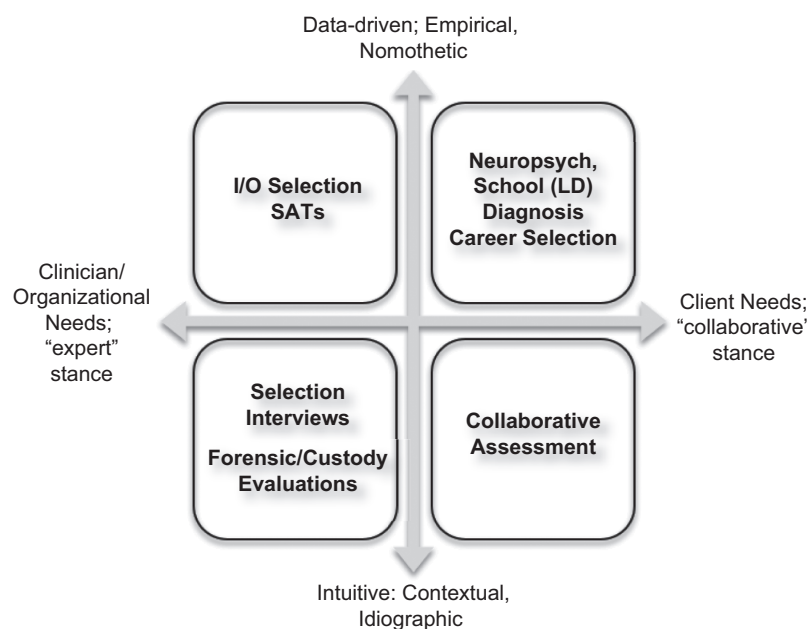 Data-driven; Empirical,
Nomothetic
I/O Selection
SATs
Neuropsych,
School (LD)
Diagnosis
Career Selection
Clinician/
Organizational
Needs;
“expert”
stance
Client Needs;
“collaborative’
stance
Selection
Interviews
Forensic/Custody
Evaluations
Collaborative
Assessment
Intuitive: Contextual,
Idiographic